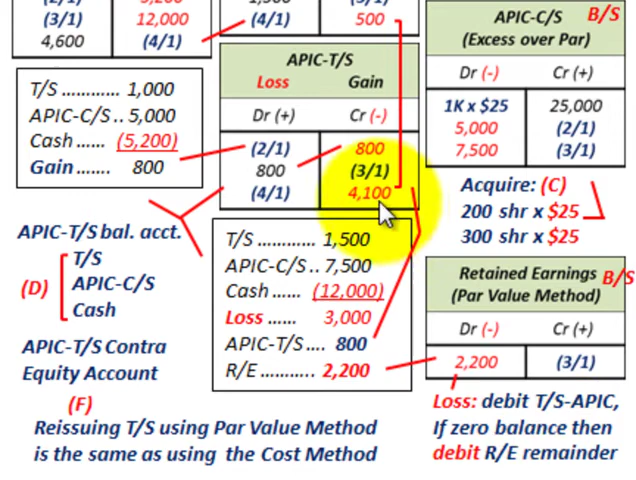 (2/1) 5,200
(3/1) 12,000
4,600 (4/1)
1,500 (3/1)
(4/1) 500
APIC-C/S B/S
(Excess over Par)
Dr (-) Cr (+)
1K x $25 25,000
5,000 (2/1)
7,500 (3/1)
APIC-T/S
Loss Gain
Dr (+) Cr (-)
(2/1) 800
800 (3/1)
(4/1) 4,100
T/S ............ 1,000
APIC-C/S .. 5,000
Cash ...... (5,200)
Gain ....... 800
Acquire: (C)
200 shr x $25
300 shr x $25
APIC-T/S bal. acct.
(D) T/S
APIC-C/S
Cash
T/S ............ 1,500
APIC-C/S .. 7,500
Cash ...... (12,000)
Loss ...... 3,000
APIC-T/S .... 800
R/E .......... 2,200
Retained Earnings B/S
(Par Value Method)
Dr (-) Cr (+)
2,200 (3/1)
APIC-T/S Contra
Equity Account
(F)
Reissuing T/S using Par Value Method
is the same as using the Cost Method
Loss: debit T/S-APIC,
If zero balance then
debit R/E remainder